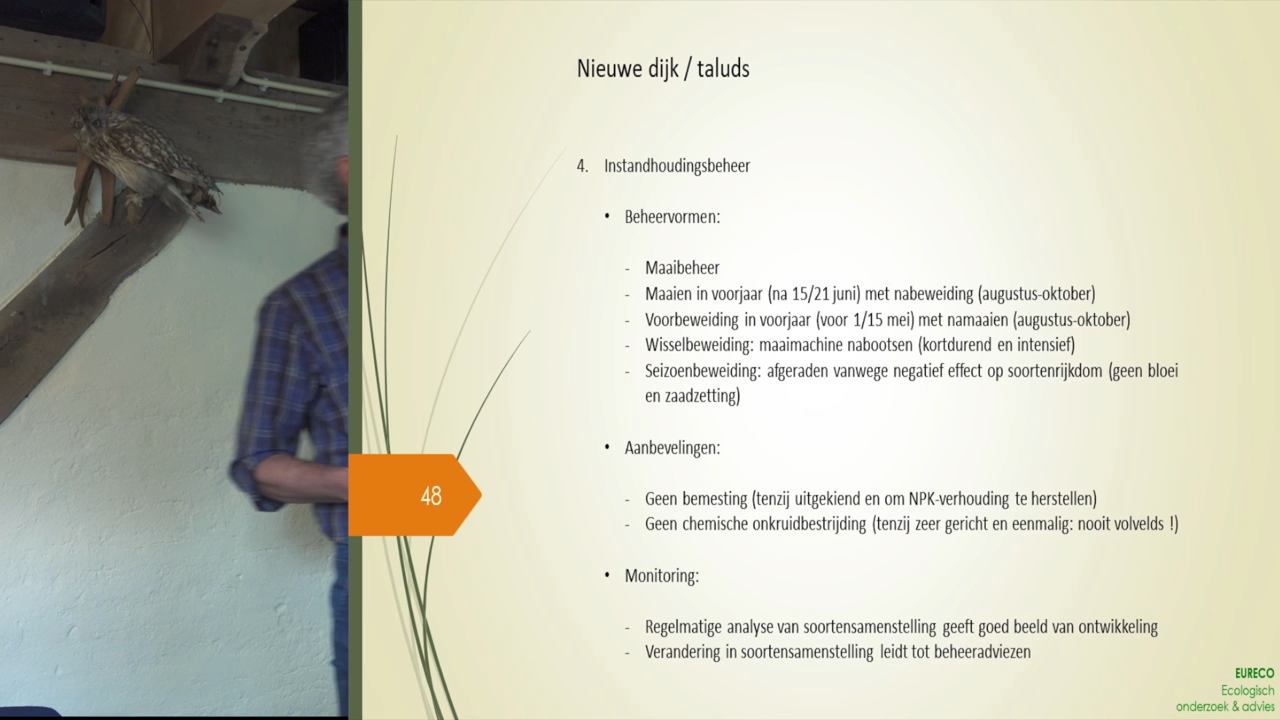 Nieuwe dijk / taluds
4. Instandhoudingsbeheer
• Beheervormen:
- Maaibeheer
- Maaien in voorjaar (na 15/21 juni) met nabeweiding (augustus-oktober)
- Voorbeweiding in voorjaar (voor 1/15 mei) met namaaien (augustus-oktober)
- Wisselbeweiding: maaimachine nabootsen (kortdurend en intensief)
- Seizoenbeweiding: afgeraden vanwege negatief effect op soortenrijkdom (geen bloei
en zaadzetting)
• Aanbevelingen:
- Geen bemesting (tenzij uitgekiend en om NPK-verhouding te herstellen)
- Geen chemische onkruidbestrijding (tenzij zeer gericht en eenmalig: nooit volvelds !)
48
• Monitoring:
- Regelmatige analyse van soortensamenstelling geeft goed beeld van ontwikkeling
- Verandering in soortensamenstelling leidt tot beheeradviezen
EURECO
Ecologisch
onderzoek & advies